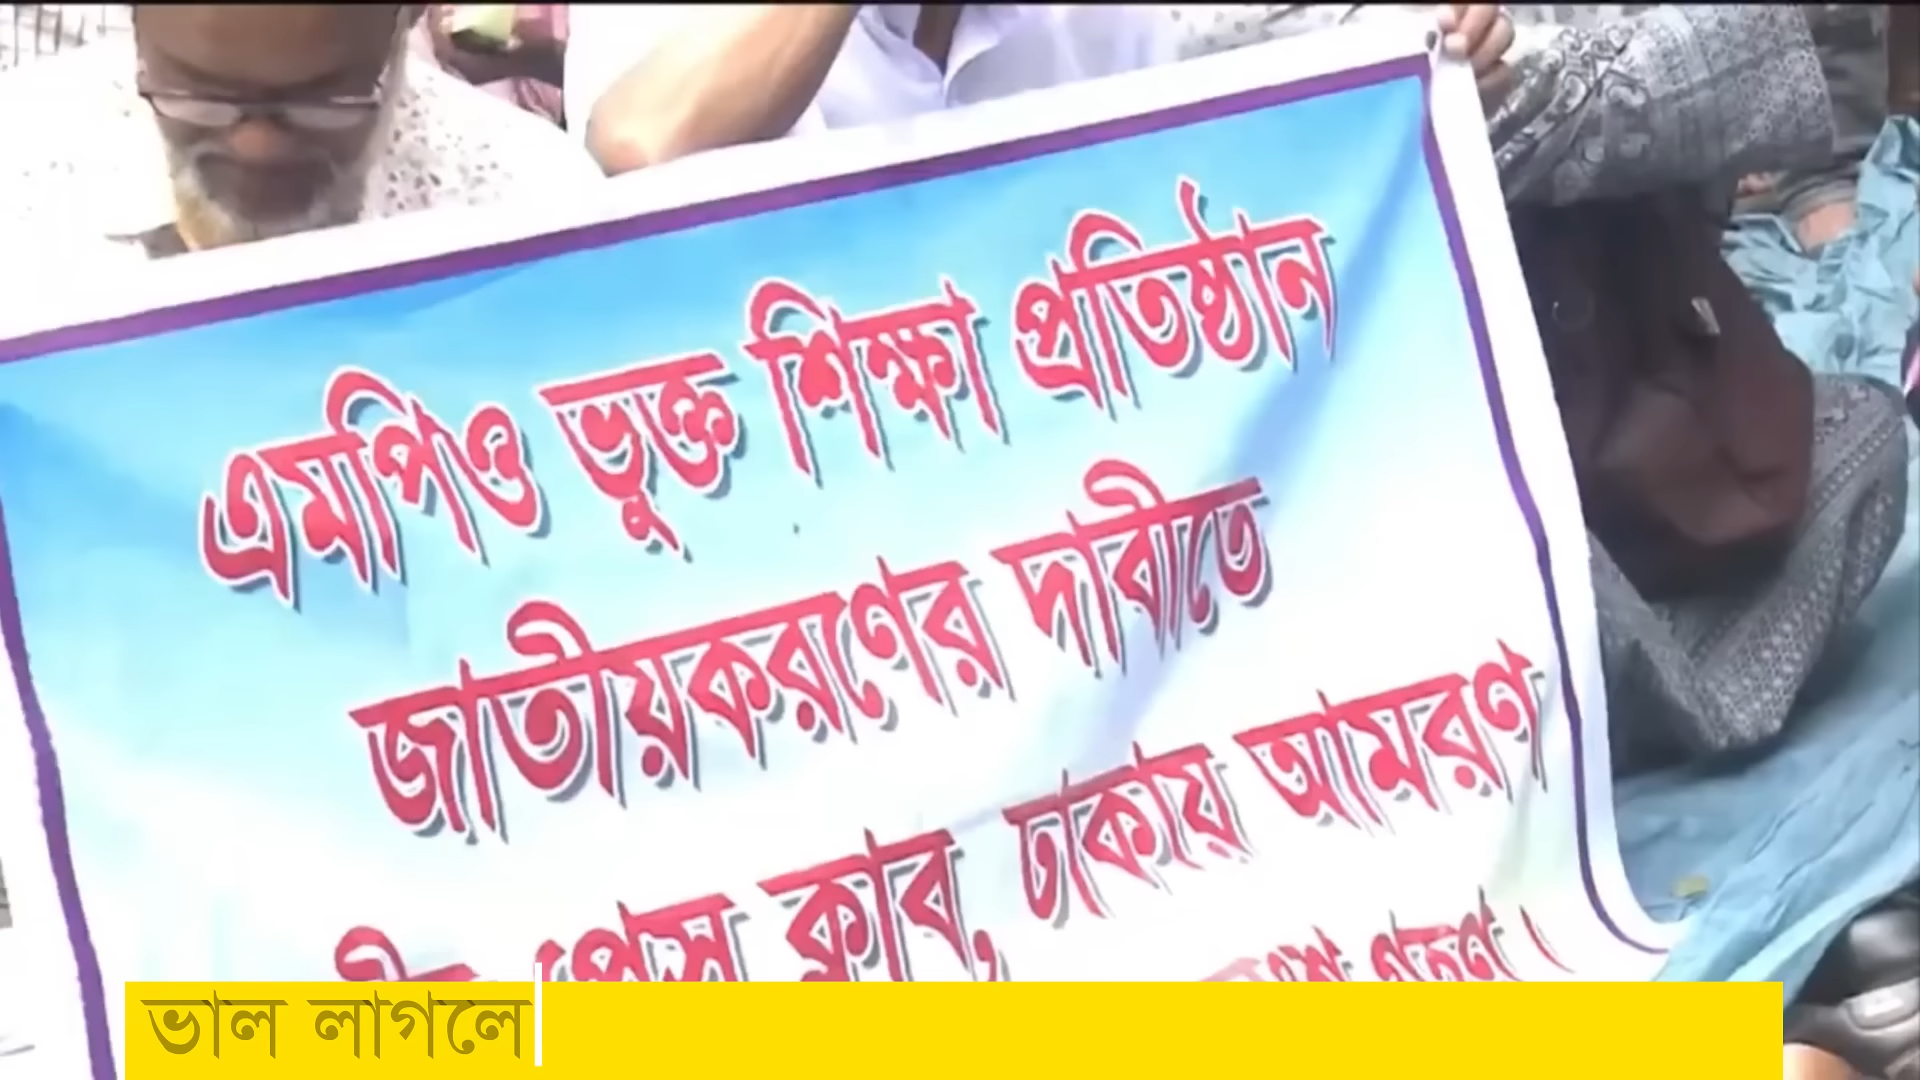 এমপিও ভুক্ত শিক্ষা প্রতিষ্ঠান
জাতীয়করণের দাবীতে
প্রেস ক্লাব, ঢাকায় আমরণ
ভাল লাগলে